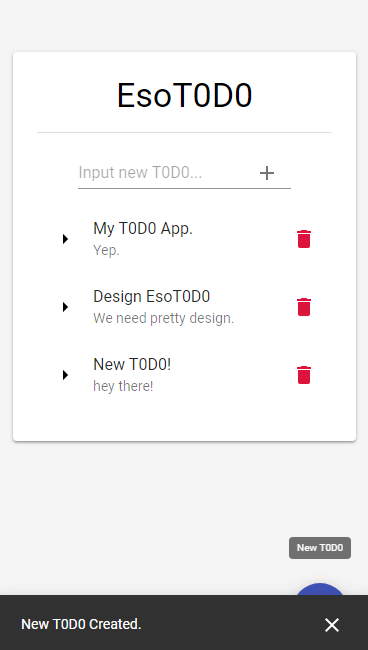 EsoT0D0
Input new T0D0...
My T0D0 App.
Yep.
Design EsoT0D0
We need pretty design.
New T0D0!
hey there!
New T0D0
New T0D0 Created.